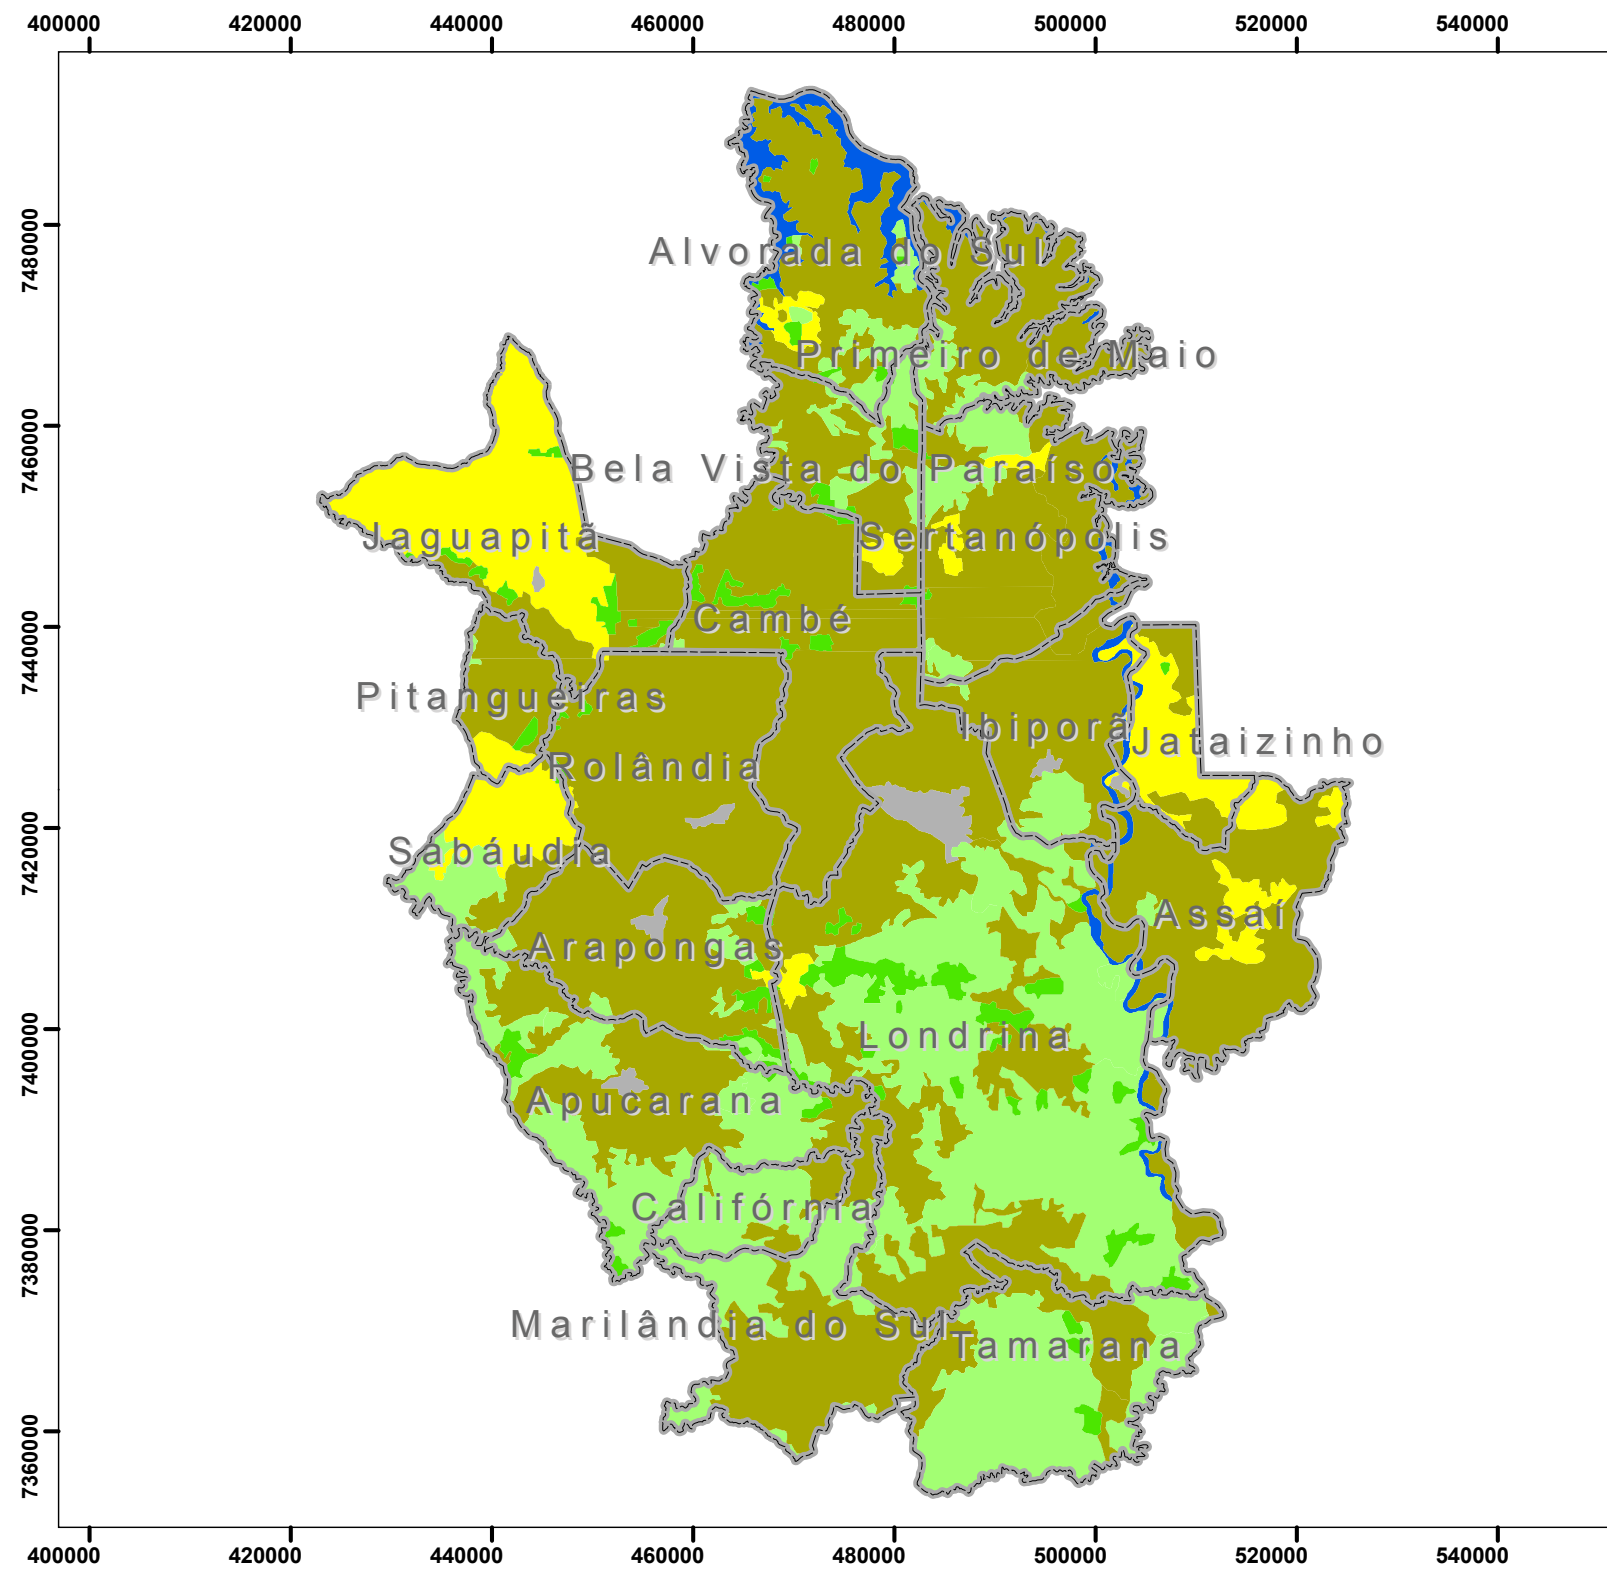 400000 420000 440000 460000 480000 500000 520000 540000
7480000
Alvorada do Sul
Primeiro de Maio
7460000
Bela Vista do Paraísó
Jaguapitã
Sertanópolis
7440000
Cambé
Pitangueiras
Ibiporã
Jataizinho
Rolândia
7420000
Sabáudia
Assaí
Arapongas
7400000
Londrina
Apucarana
7380000
Califórnia
Marilândia do Sul
Tamarana
7360000
400000 420000 440000 460000 480000 500000 520000 540000